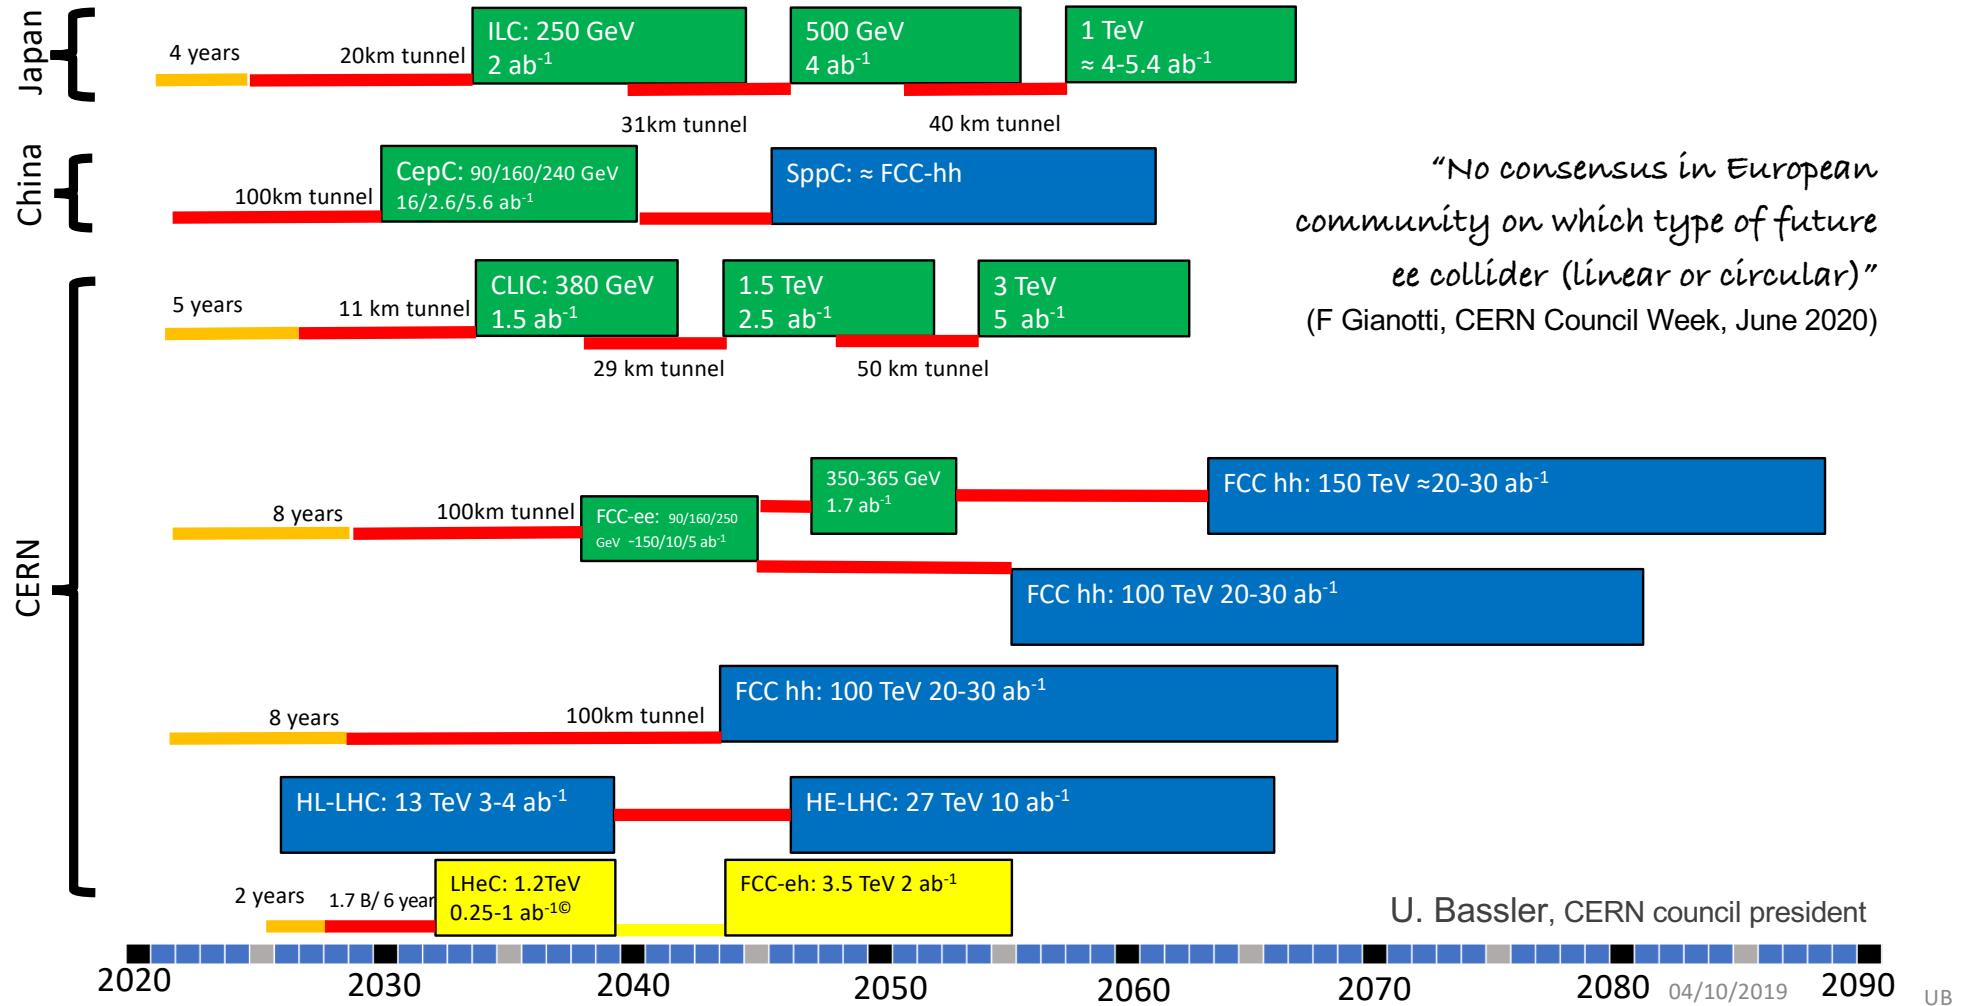 Japan
4 years
20km tunnel
ILC: 250 GeV
2 ab-1
500 GeV
4 ab-1
1 TeV
≈ 4-5.4 ab-1
31km tunnel
40 km tunnel
China
100km tunnel
CepC: 90/160/240 GeV
16/2.6/5.6 ab-1
SppC: ≈ FCC-hh
“No consensus in European
community on which type of future
ee collider (linear or circular)”
(F Gianotti, CERN Council Week, June 2020)
CERN
5 years
11 km tunnel
CLIC: 380 GeV
1.5 ab-1
1.5 TeV
2.5 ab-1
3 TeV
5 ab-1
29 km tunnel
50 km tunnel
8 years
100km tunnel
FCC-ee: 90/160/250
GeV -150/10/5 ab-1
350-365 GeV
1.7 ab-1
FCC hh: 150 TeV ≈20-30 ab-1
FCC hh: 100 TeV 20-30 ab-1
8 years
100km tunnel
FCC hh: 100 TeV 20-30 ab-1
HL-LHC: 13 TeV 3-4 ab-1
HE-LHC: 27 TeV 10 ab-1
2 years
1.7 B/ 6 year
LHeC: 1.2TeV
0.25-1 ab-1©
FCC-eh: 3.5 TeV 2 ab-1
U. Bassler, CERN council president
2020
2030
2040
2050
2060
2070
2080
2090
04/10/2019
UB